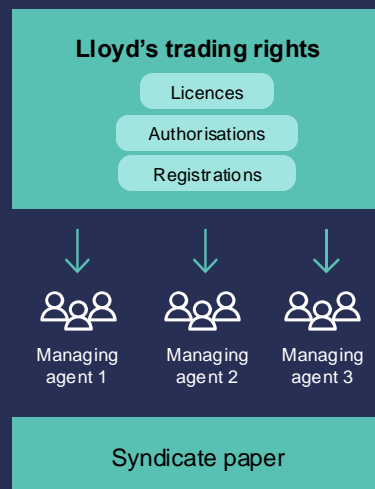 Lloyd’s trading rights
Licences
Authorisations
Registrations
Managing
agent 1
Managing
agent 2
Managing
agent 3
Syndicate paper